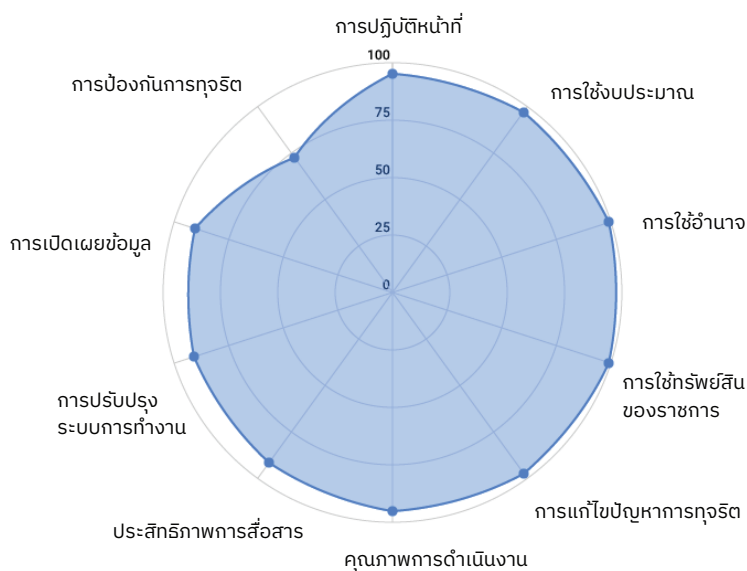 การปฏิบัติหน้าที่
100
การป้องกันการทุจริต
การใช้งบประมาณ
75
50
การใช้อำนาจ
25
การเปิดเผยข้อมูล
0
การใช้ทรัพย์สิน
ของราชการ
การปรับปรุง
ระบบการทำงาน
การแก้ไขปัญหาการทุจริต
ประสิทธิภาพการสื่อสาร
คุณภาพการดำเนินงาน